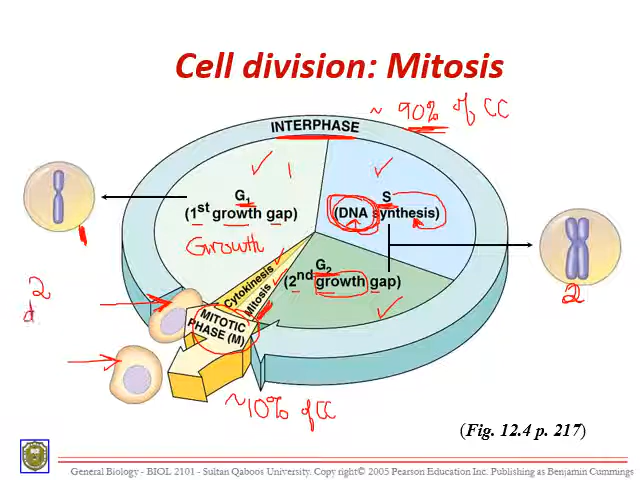 Cell division: Mitosis
~ 90% of CC
INTERPHASE
G1
(1st growth gap)
Growth
S
(DNA synthesis)
G2
(2nd growth gap)
Cytokinesis
Mitosis
MITOTIC
PHASE (M)
1
2
2
d
~10% of CC
(Fig. 12.4 p. 217)
General Biology - BIOL 2101 - Sultan Qaboos University. Copy right© 2005 Pearson Education Inc. Publishing as Benjamin Cummings